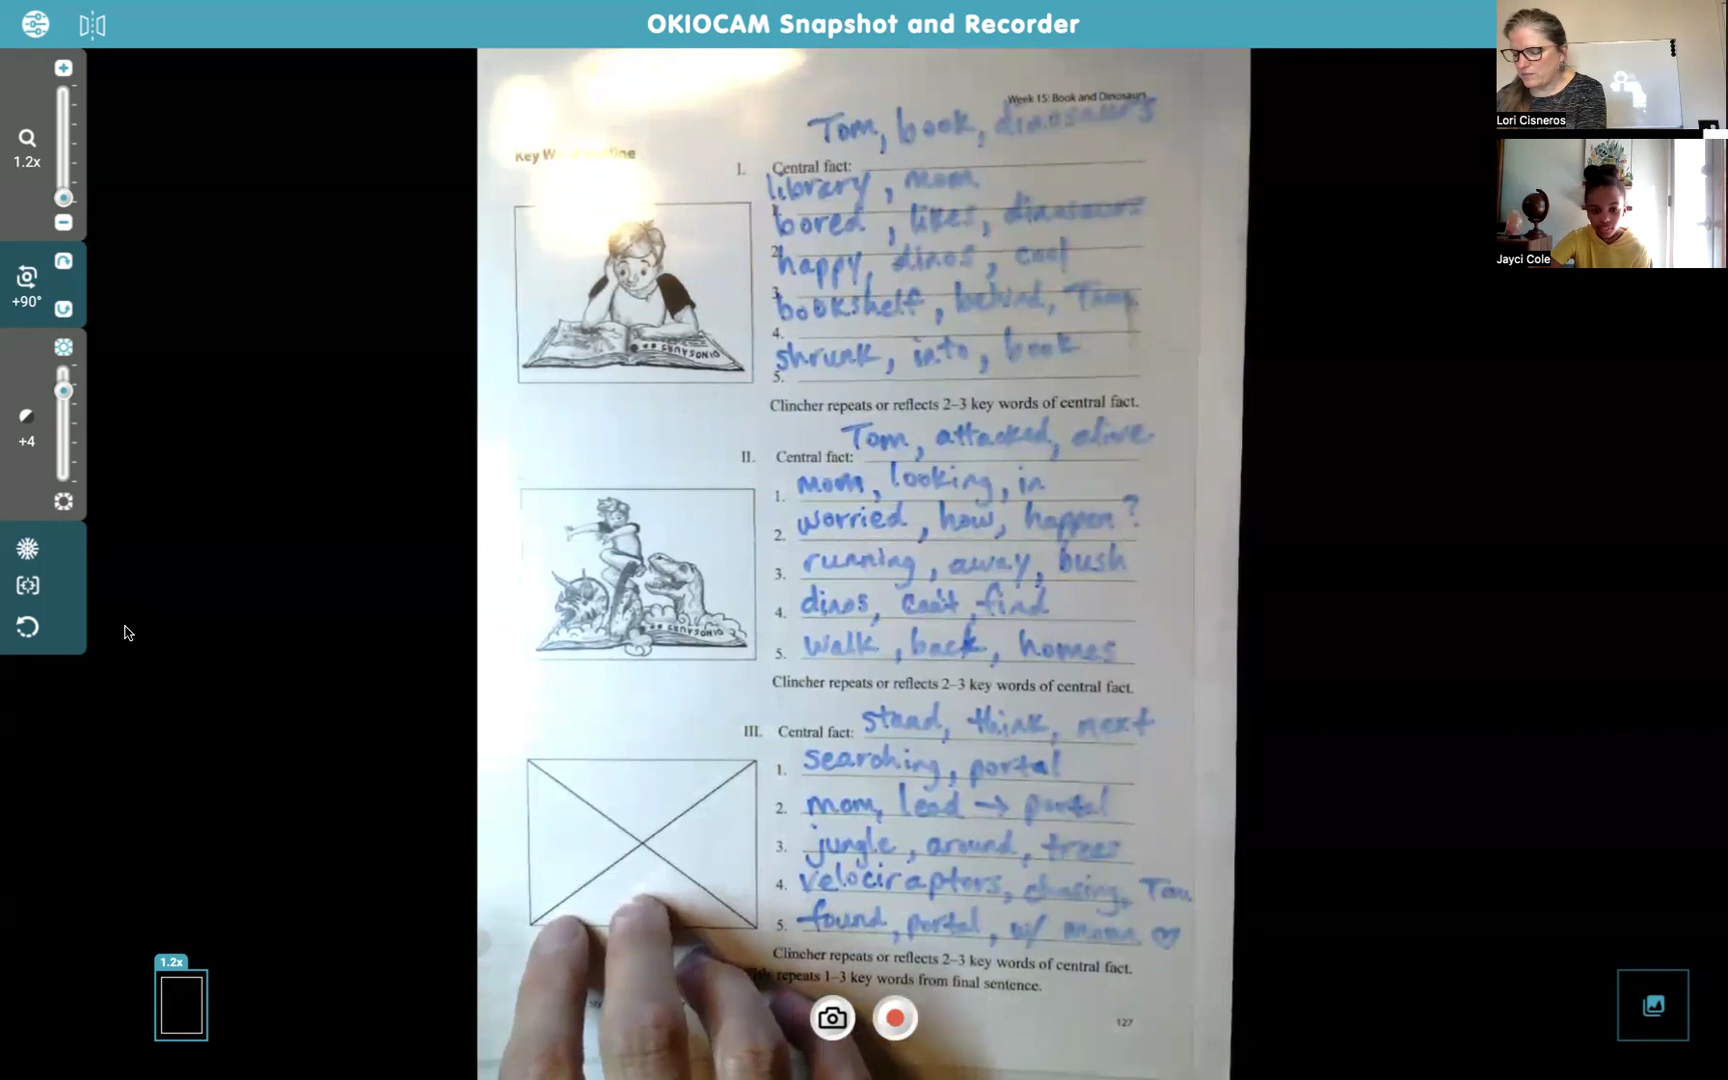 OKIOCAM Snapshot and Recorder
1.2x
+90°
+4
1.2x
Lori Cisneros
Jayci Cole
Week 15: Book and Dinosaurs
Tom, book, dinosaurs
I. Central fact:
library, mom
1. bored, likes, dinosaurs
2. happy, dinos, cool
3. bookshelf, behind, Tom
4.
shrunk, into, book
5.
Clincher repeats or reflects 2–3 key words of central fact.
Tom, attacked, alive
II. Central fact:
1. mom, looking, in
2. worried, how, happen?
3. running, away, bush
4. dinos, can't, find
5. walk, back, homes
Clincher repeats or reflects 2–3 key words of central fact.
III. Central fact: stand, think, next
1. searching, portal
2. mom, lead → portal
3. jungle, around, trees
4. velociraptors, chasing, Tom
5. found, portal, w/ mom ♡
Clincher repeats or reflects 2–3 key words of central fact.
repeats 1–3 key words from final sentence.
127